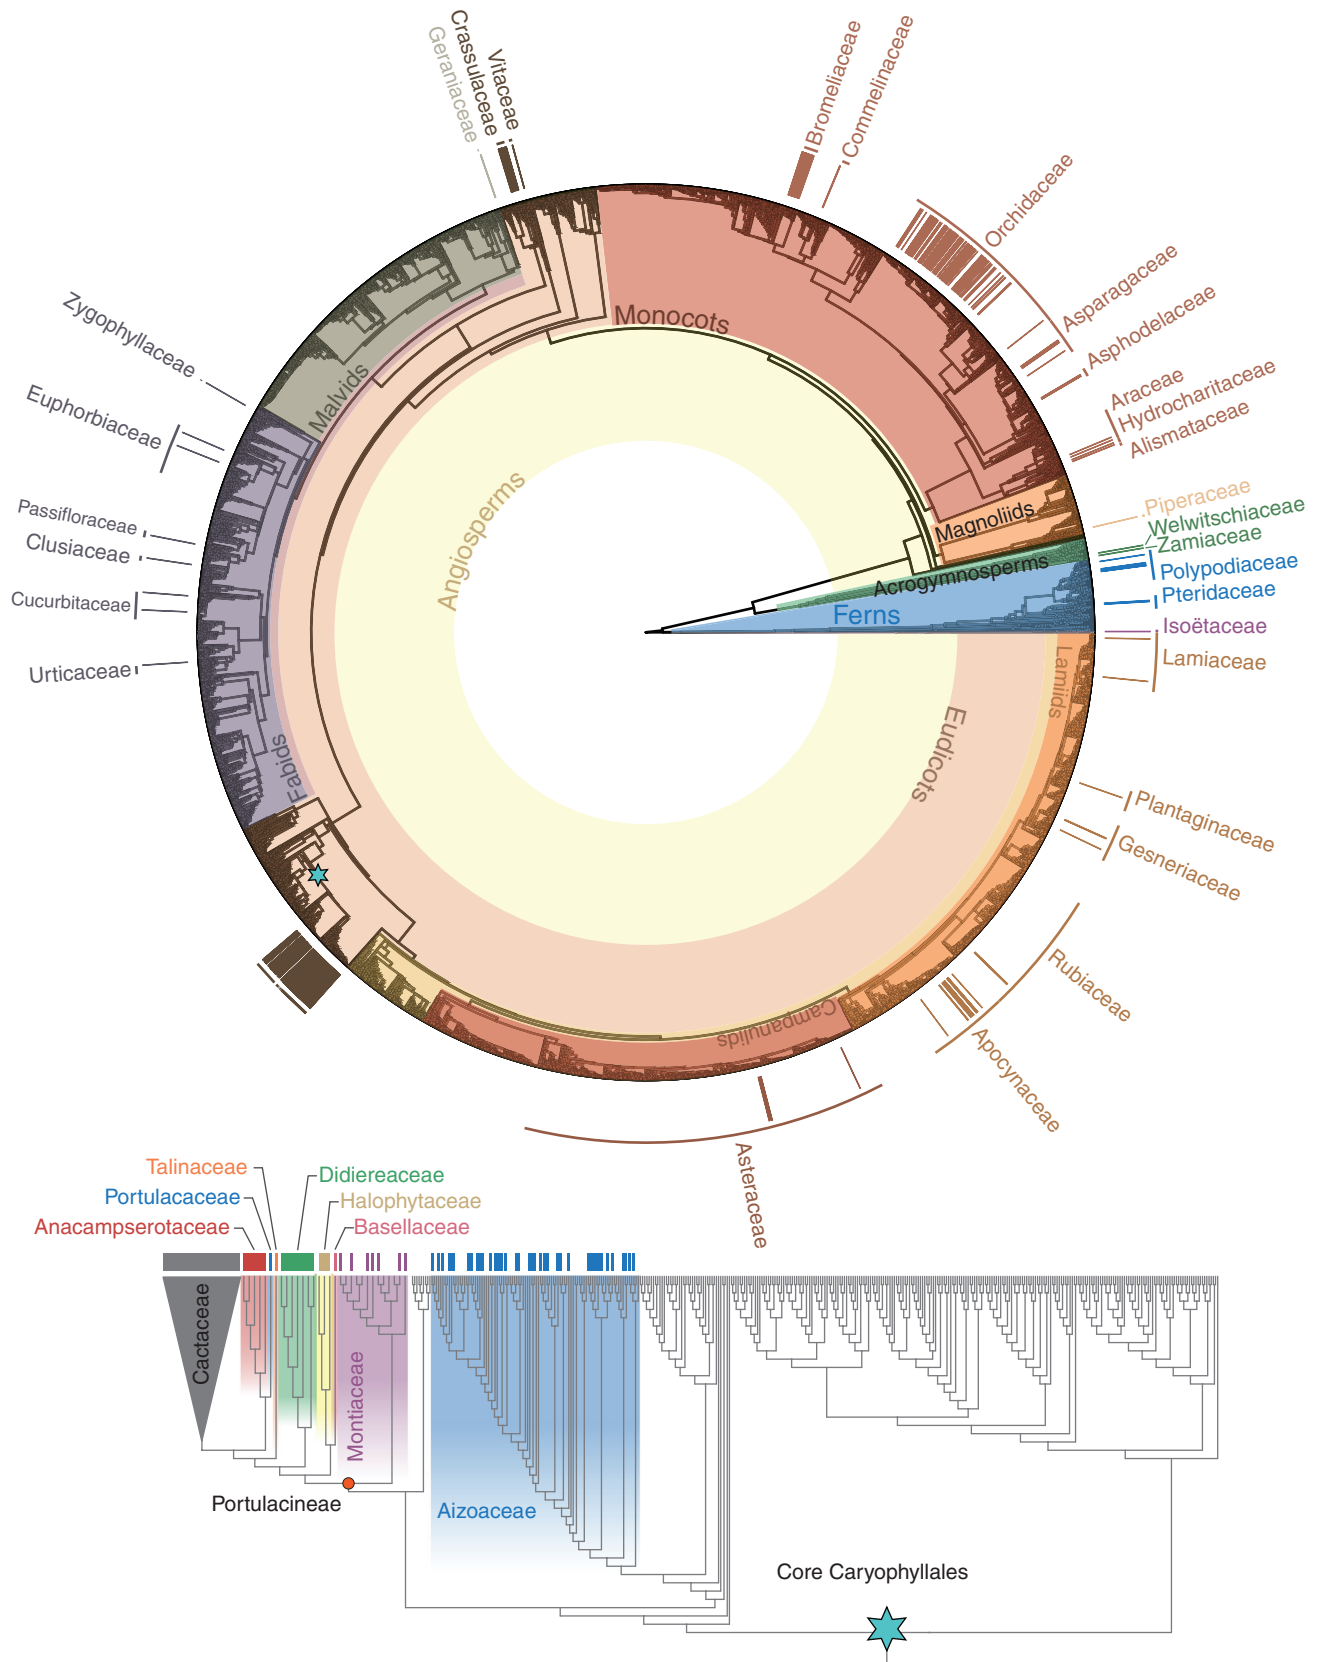 Geraniaceae
Crassulaceae
Vitaceae
Bromeliaceae
Commelinaceae
Orchidaceae
Asparagaceae
Asphodelaceae
Araceae
Hydrocharitaceae
Alismataceae
Piperaceae
Welwitschiaceae
Zamiaceae
Polypodiaceae
Pteridaceae
Isoëtaceae
Lamiaceae
Plantaginaceae
Gesneriaceae
Rubiaceae
Apocynaceae
Asteraceae
Zygophyllaceae
Euphorbiaceae
Passifloraceae
Clusiaceae
Cucurbitaceae
Urticaceae
Monocots
Malvids
Magnoliids
Angiosperms
Acrogymnosperms
Ferns
Lamiids
Eudicots
Fabids
Campanulids
Talinaceae
Didiereaceae
Portulacaceae
Halophytaceae
Anacampserotaceae
Basellaceae
Cactaceae
Montiaceae
Portulacineae
Aizoaceae
Core Caryophyllales